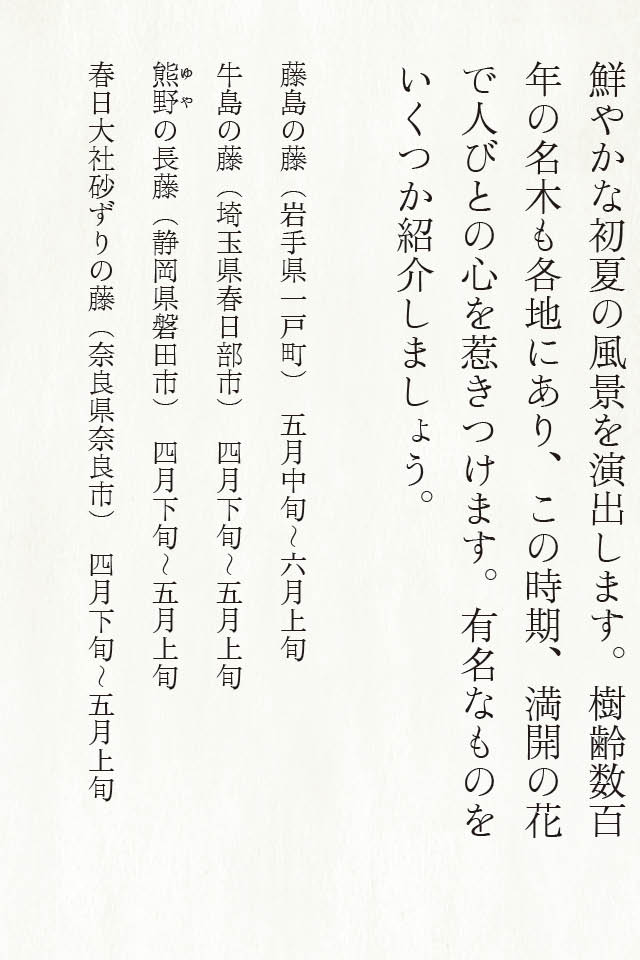 鮮やかな初夏の風景を演出します。樹齢数百
年の名木も各地にあり、この時期、満開の花
で人びとの心を惹きつけます。有名なものを
いくつか紹介しましょう。
藤島の藤（岩手県一戸町）　五月中旬～六月上旬
牛島の藤（埼玉県春日部市）　四月下旬～五月上旬
熊野の長藤（静岡県磐田市）　四月下旬～五月上旬
ゆや
春日大社砂ずりの藤（奈良県奈良市）　四月下旬～五月上旬